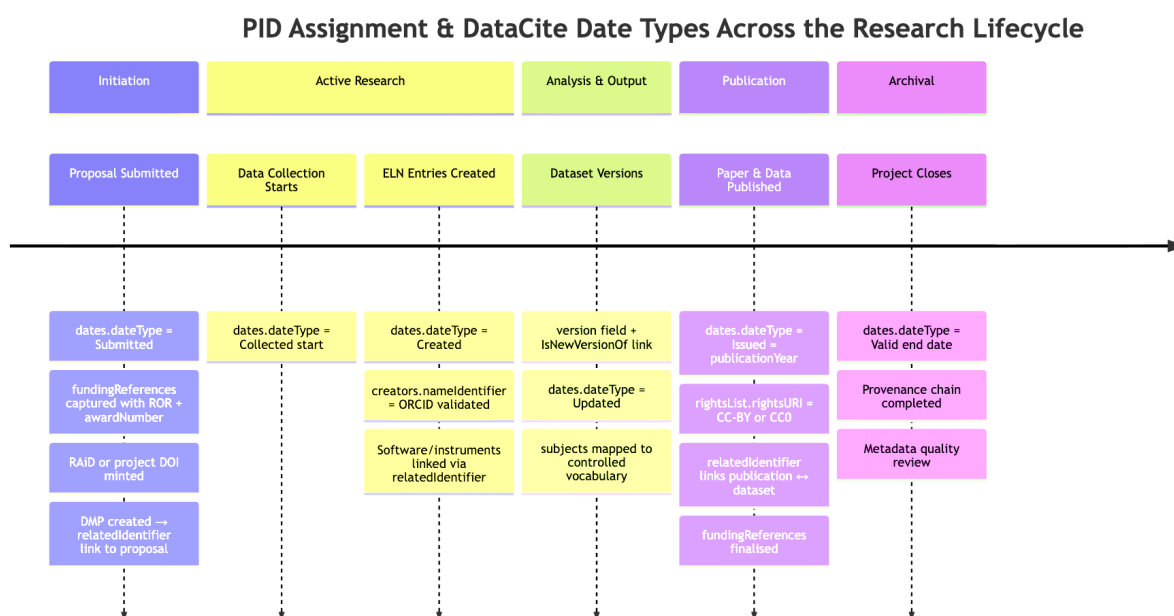 PID Assignment & DataCite Date Types Across the Research Lifecycle
Initiation
Active Research
Analysis & Output
Publication
Archival
Proposal Submitted
Data Collection
Starts
ELN Entries Created
Dataset Versions
Paper & Data
Published
Project Closes
dates.dateType =
Submitted
fundingReferences
captured with ROR +
awardNumber
RAiD or project DOI
minted
DMP created →
relatedIdentifier
link to proposal
dates.dateType =
Collected start
dates.dateType =
Created
creators.nameIdentifier
= ORCID validated
Software/instruments
linked via
relatedIdentifier
version field +
IsNewVersionOf link
dates.dateType =
Updated
subjects mapped to
controlled
vocabulary
dates.dateType =
Issued =
publicationYear
rightsList.rightsURI =
CC-BY or CC0
relatedIdentifier
links publication ↔
dataset
fundingReferences
finalised
dates.dateType =
Valid end date
Provenance chain
completed
Metadata quality
review